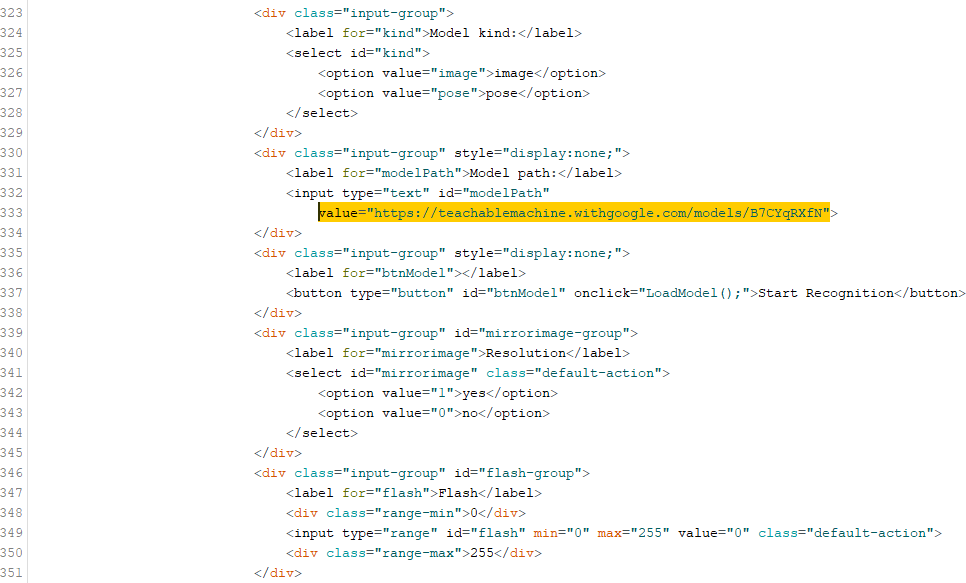 323 <div class="input-group">
324 <label for="kind">Model kind:</label>
325 <select id="kind">
326 <option value="image">image</option>
327 <option value="pose">pose</option>
328 </select>
329 </div>
330 <div class="input-group" style="display:none;">
331 <label for="modelPath">Model path:</label>
332 <input type="text" id="modelPath"
333 value="https://teachablemachine.withgoogle.com/models/B7CYqRXfN">
334 </div>
335 <div class="input-group" style="display:none;">
336 <label for="btnModel"></label>
337 <button type="button" id="btnModel" onclick="LoadModel();">Start Recognition</button>
338 </div>
339 <div class="input-group" id="mirrorimage-group">
340 <label for="mirrorimage">Resolution</label>
341 <select id="mirrorimage" class="default-action">
342 <option value="1">yes</option>
343 <option value="0">no</option>
344 </select>
345 </div>
346 <div class="input-group" id="flash-group">
347 <label for="flash">Flash</label>
348 <div class="range-min">0</div>
349 <input type="range" id="flash" min="0" max="255" value="0" class="default-action">
350 <div class="range-max">255</div>
351 </div>